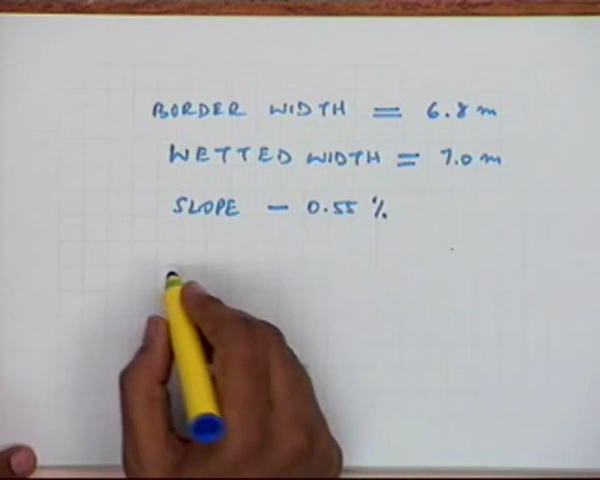 BORDER WIDTH = 6.8 m
WETTED WIDTH = 7.0 m
SLOPE - 0.55 %